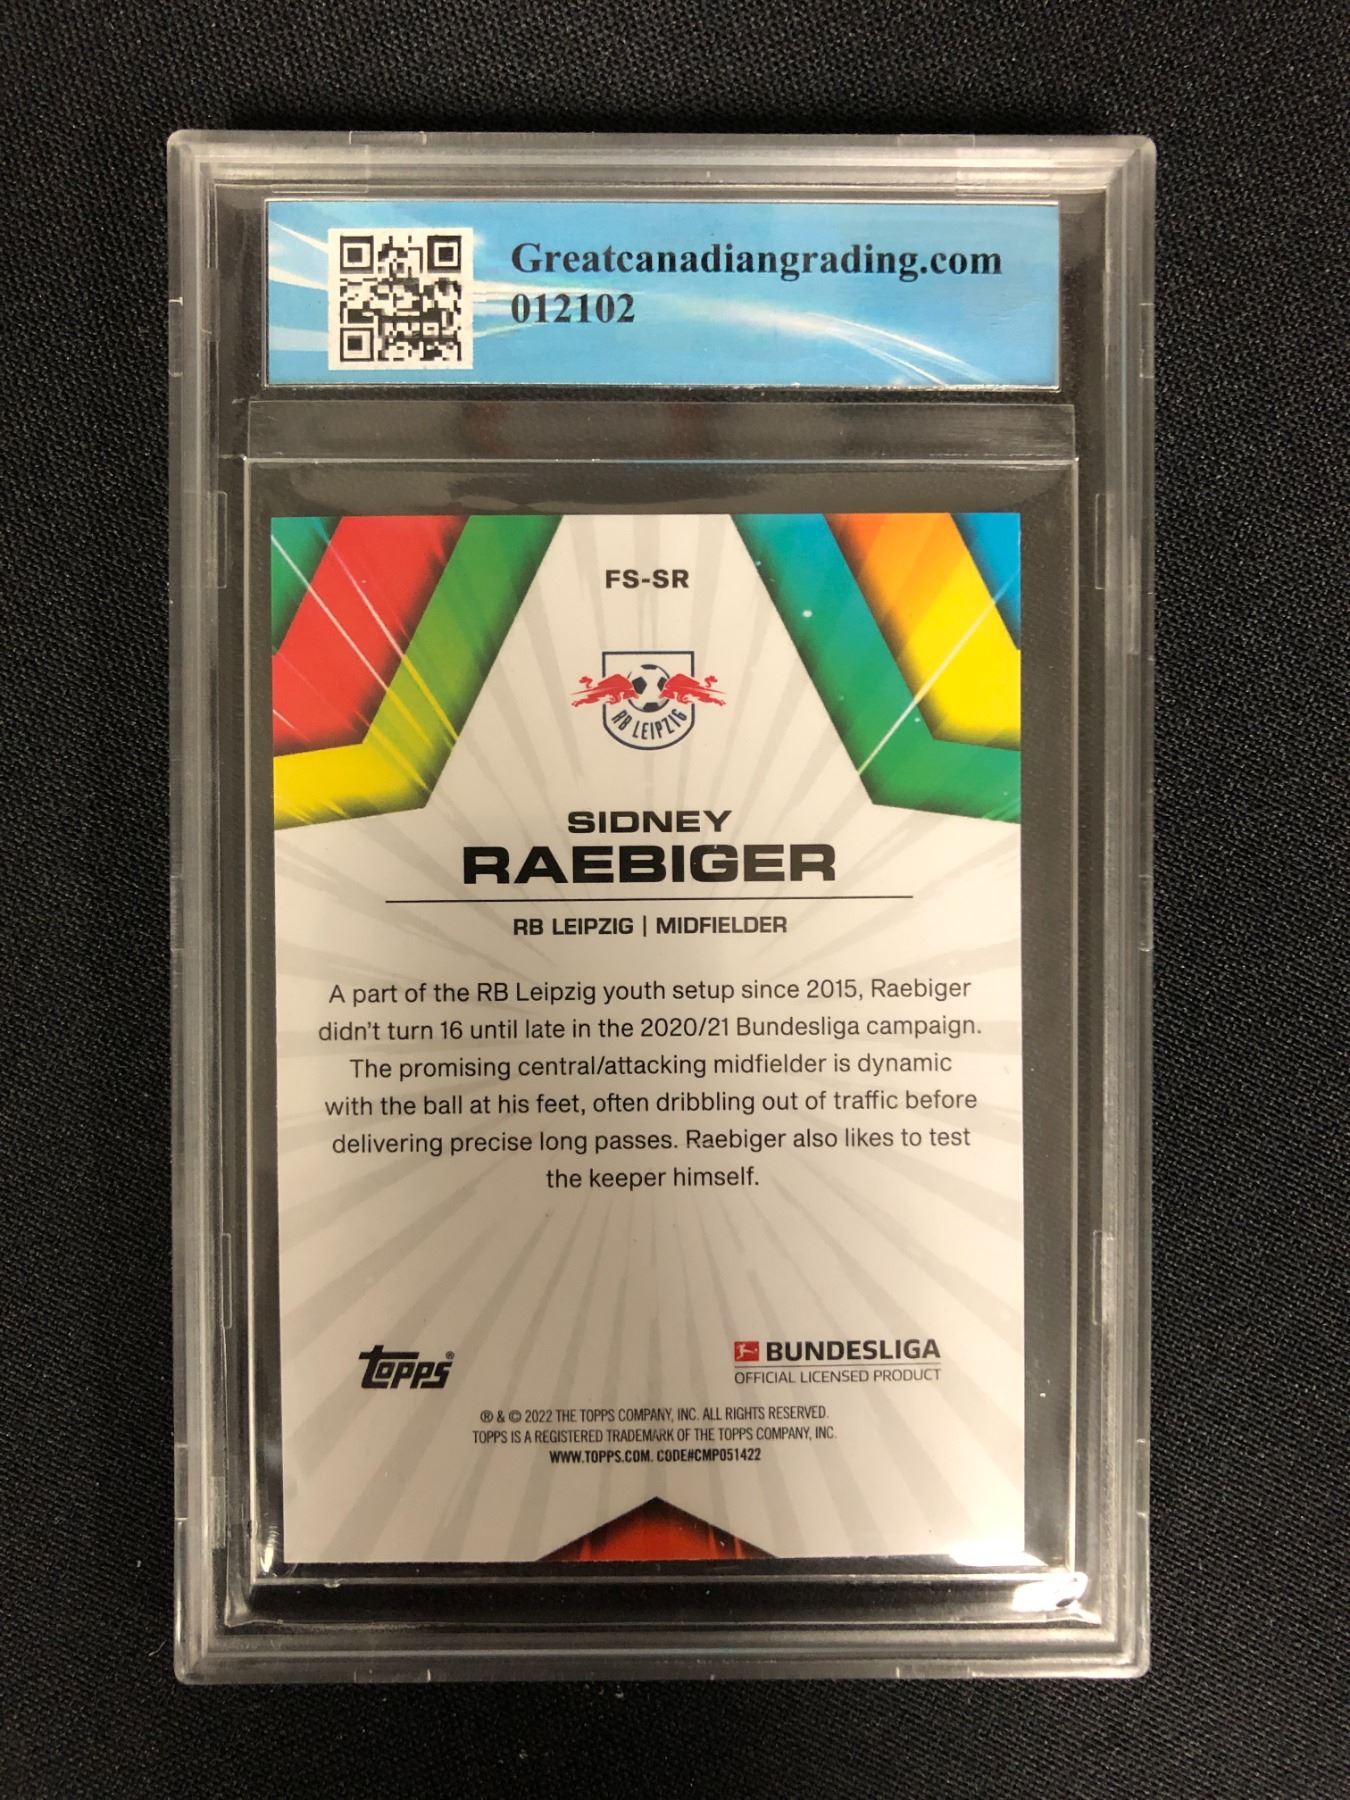 Greatcanadiangrading.com
012102
FS-SR
RB LEIPZIG
SIDNEY
RAEBIGER
RB LEIPZIG | MIDFIELDER
A part of the RB Leipzig youth setup since 2015, Raebiger
didn't turn 16 until late in the 2020/21 Bundesliga campaign.
The promising central/attacking midfielder is dynamic
with the ball at his feet, often dribbling out of traffic before
delivering precise long passes. Raebiger also likes to test
the keeper himself.
Topps®
BUNDESLIGA
OFFICIAL LICENSED PRODUCT
® & © 2022 THE TOPPS COMPANY, INC. ALL RIGHTS RESERVED.
TOPPS IS A REGISTERED TRADEMARK OF THE TOPPS COMPANY, INC.
WWW.TOPPS.COM. CODE#CMP051422